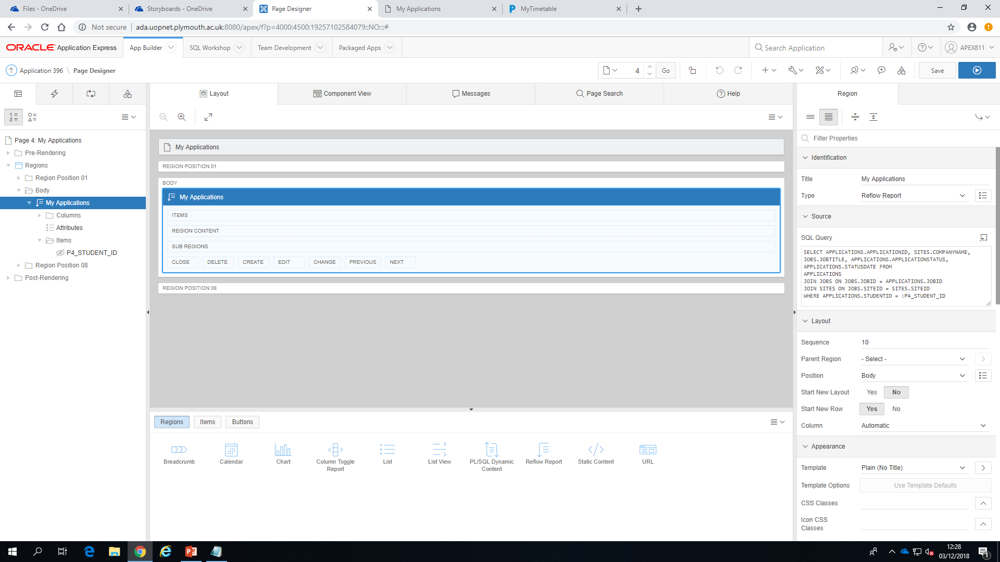 Files - OneDrive
Storyboards - OneDrive
Page Designer
My Applications
MyTimetable
Not secure
ada.uopnet.plymouth.ac.uk:8080/apex/f?p=4000:4500:19257102584079::NO:::#
ORACLE Application Express
App Builder
SQL Workshop
Team Development
Packaged Apps
Search Application
APEX811
Application 396 \ Page Designer
4
Go
Save
Layout
Component View
Messages
Page Search
Help
Region
Page 4: My Applications
Pre-Rendering
Regions
Region Position 01
Body
My Applications
Columns
Attributes
Items
P4_STUDENT_ID
Region Position 08
Post-Rendering
My Applications
REGION POSITION 01
BODY
My Applications
ITEMS
REGION CONTENT
SUB REGIONS
CLOSE DELETE CREATE EDIT CHANGE PREVIOUS NEXT
REGION POSITION 08
Regions
Items
Buttons
Breadcrumb
Calendar
Chart
Column Toggle
Report
List
List View
PL/SQL Dynamic
Content
Reflow Report
Static Content
URL
Filter Properties
Identification
Title My Applications
Type Reflow Report
Source
SQL Query
SELECT APPLICATIONS.APPLICATIONID, SITES.COMPANYNAME,
JOBS.JOBTITLE, APPLICATIONS.APPLICATIONSTATUS,
APPLICATIONS.STATUSDATE FROM
APPLICATIONS
JOIN JOBS ON JOBS.JOBID = APPLICATIONS.JOBID
JOIN SITES ON JOBS.SITEID = SITES.SITEID
WHERE APPLICATIONS.STUDENTID = :P4_STUDENT_ID
Layout
Sequence 10
Parent Region - Select -
Position Body
Start New Layout Yes No
Start New Row Yes No
Column Automatic
Appearance
Template Plain (No Title)
Template Options Use Template Defaults
CSS Classes
Icon CSS
Classes
12:28
03/12/2018
1